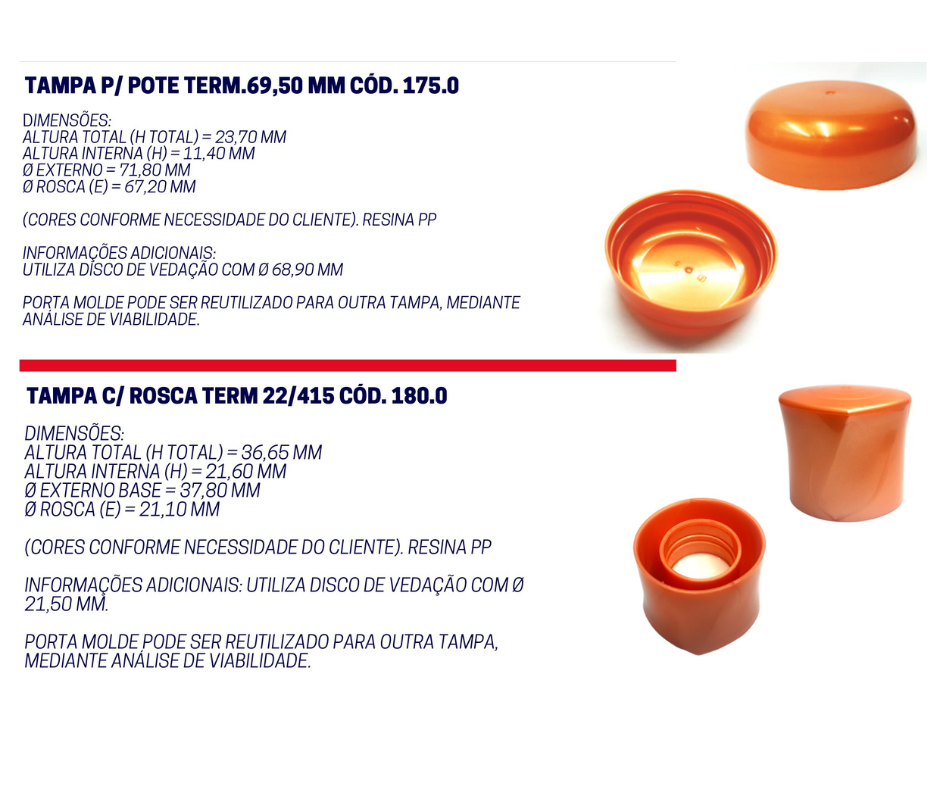 TAMPA P/ POTE TERM.69,50 MM CÓD. 175.0
DIMENSÕES:
ALTURA TOTAL (H TOTAL) = 23,70 MM
ALTURA INTERNA (H) = 11,40 MM
Ø EXTERNO = 71,80 MM
Ø ROSCA (E) = 67,20 MM
(CORES CONFORME NECESSIDADE DO CLIENTE). RESINA PP
INFORMAÇÕES ADICIONAIS:
UTILIZA DISCO DE VEDAÇÃO COM Ø 68,90 MM
PORTA MOLDE PODE SER REUTILIZADO PARA OUTRA TAMPA, MEDIANTE
ANÁLISE DE VIABILIDADE.
TAMPA C/ ROSCA TERM 22/415 CÓD. 180.0
DIMENSÕES:
ALTURA TOTAL (H TOTAL) = 36,65 MM
ALTURA INTERNA (H) = 21,60 MM
Ø EXTERNO BASE = 37,80 MM
Ø ROSCA (E) = 21,10 MM
(CORES CONFORME NECESSIDADE DO CLIENTE). RESINA PP
INFORMAÇÕES ADICIONAIS: UTILIZA DISCO DE VEDAÇÃO COM Ø
21,50 MM.
PORTA MOLDE PODE SER REUTILIZADO PARA OUTRA TAMPA,
MEDIANTE ANÁLISE DE VIABILIDADE.